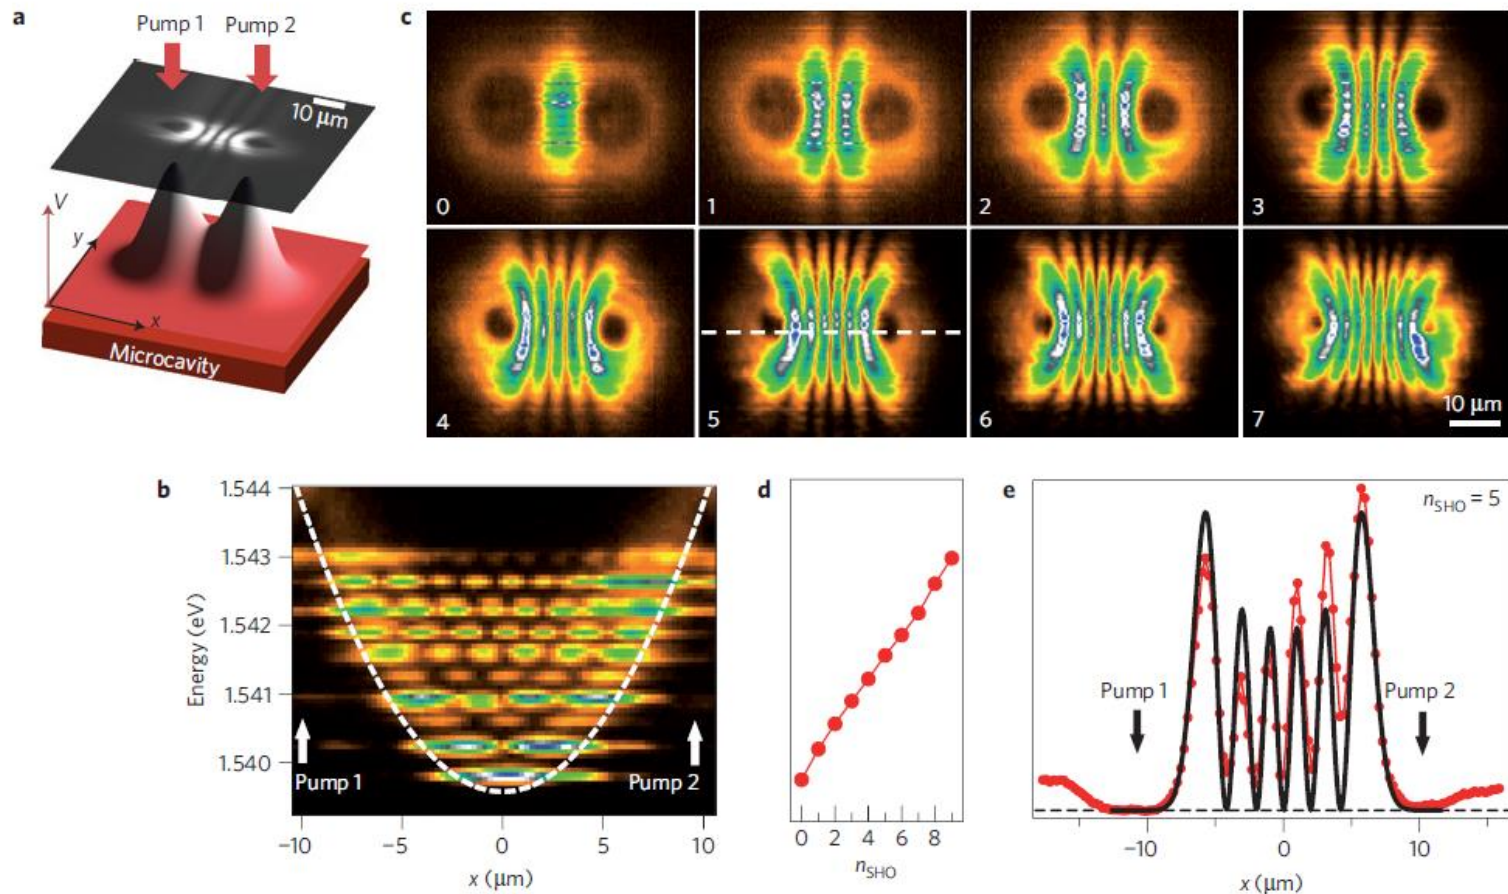 a
Pump 1 Pump 2
10 μm
V
y
x
Microcavity
c
0
1
2
3
4
5
6
7
10 μm
b
1.544
1.543
1.542
1.541
1.540
Energy (eV)
Pump 1
Pump 2
−10 −5 0 5 10
x (μm)
d
0 2 4 6 8
nSHO
e
nSHO = 5
Pump 1
Pump 2
−10 0 10
x (μm)